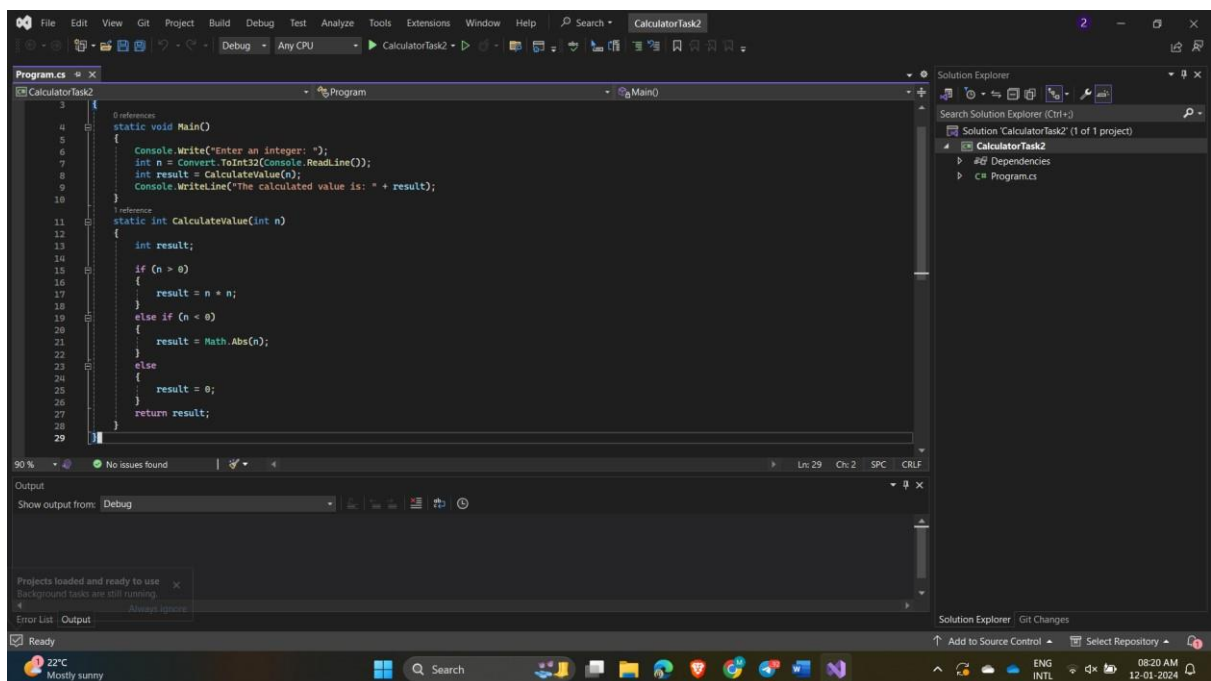 File Edit View Git Project Build Debug Test Analyze Tools Extensions Window Help Search CalculatorTask2 2
Debug Any CPU CalculatorTask2
Program.cs
CalculatorTask2 Program Main()
3 {
0 references
4 static void Main()
5 {
6 Console.Write("Enter an integer: ");
7 int n = Convert.ToInt32(Console.ReadLine());
8 int result = CalculateValue(n);
9 Console.WriteLine("The calculated value is: " + result);
10 }
1 reference
11 static int CalculateValue(int n)
12 {
13 int result;
14
15 if (n > 0)
16 {
17 result = n * n;
18 }
19 else if (n < 0)
20 {
21 result = Math.Abs(n);
22 }
23 else
24 {
25 result = 0;
26 }
27 return result;
28 }
29 }
90 % No issues found Ln: 29 Ch: 2 SPC CRLF
Output
Show output from: Debug
Projects loaded and ready to use
Background tasks are still running.
Always Ignore
Error List Output
Solution Explorer
Search Solution Explorer (Ctrl+;)
Solution 'CalculatorTask2' (1 of 1 project)
CalculatorTask2
Dependencies
C# Program.cs
Solution Explorer Git Changes
Ready Add to Source Control Select Repository
1 22°C
Mostly sunny
Search
ENG
INTL
08:20 AM
12-01-2024